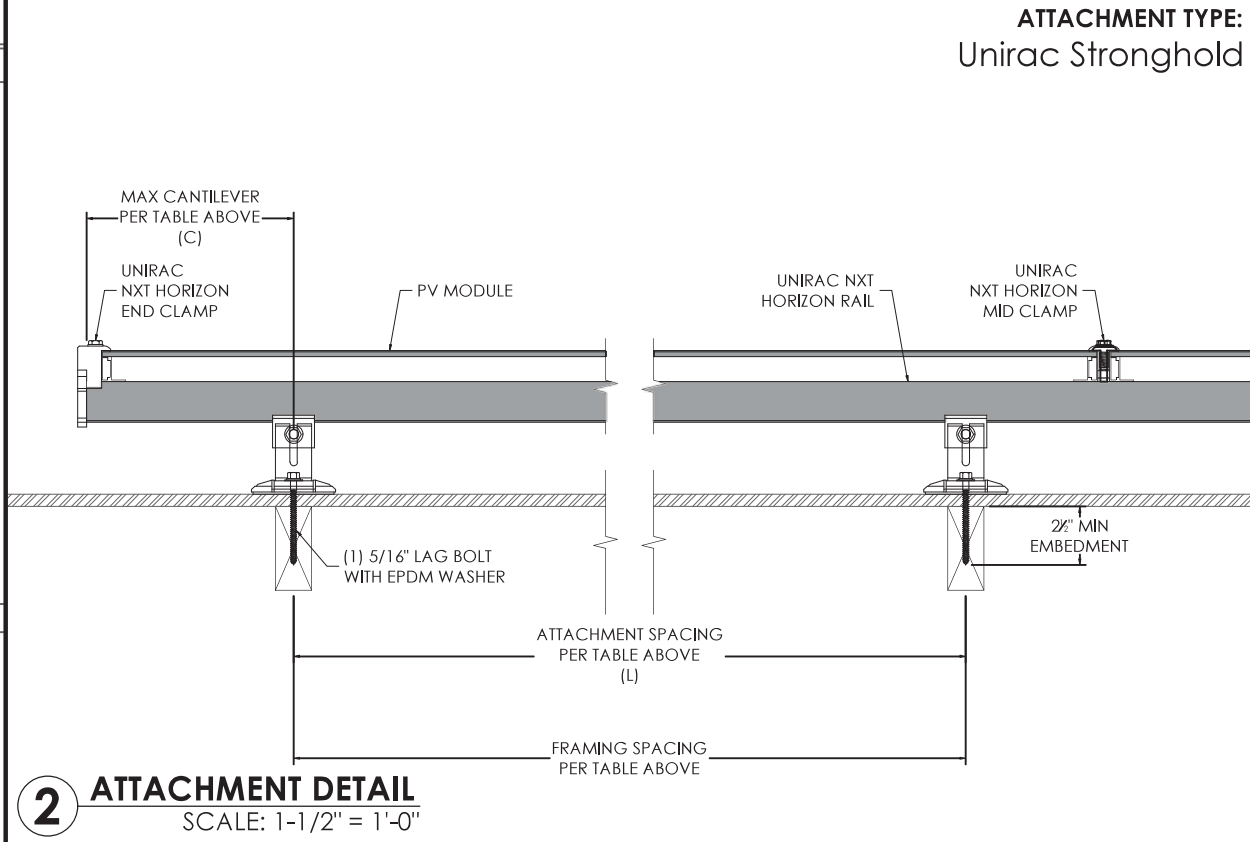 ATTACHMENT TYPE:
Unirac Stronghold
MAX CANTILEVER
PER TABLE ABOVE
(C)
UNIRAC
NXT HORIZON
END CLAMP
PV MODULE
UNIRAC NXT
HORIZON RAIL
UNIRAC
NXT HORIZON
MID CLAMP
(1) 5/16" LAG BOLT
WITH EPDM WASHER
2½" MIN
EMBEDMENT
ATTACHMENT SPACING
PER TABLE ABOVE
(L)
FRAMING SPACING
PER TABLE ABOVE
2
ATTACHMENT DETAIL
SCALE: 1-1/2" = 1'-0"